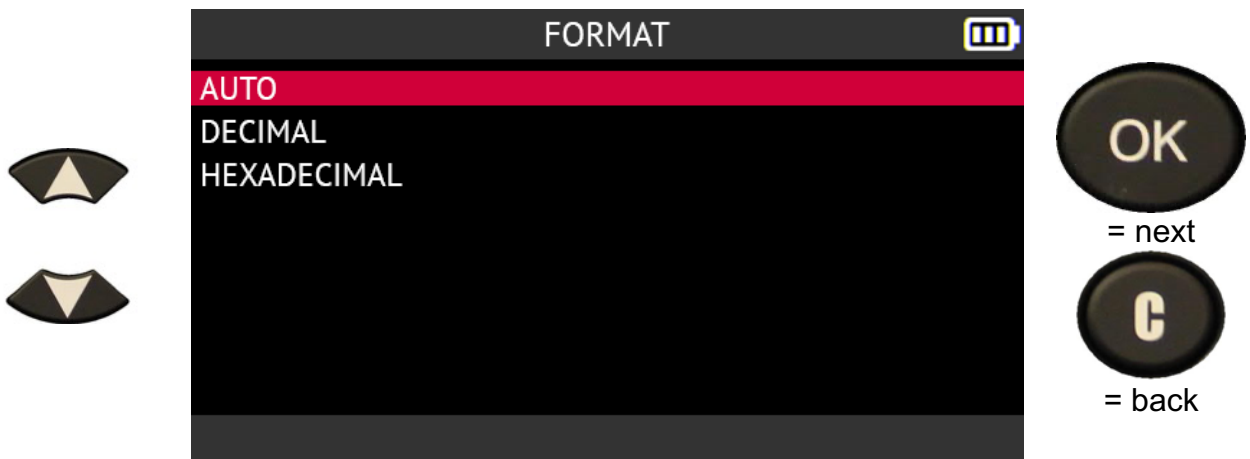 FORMAT
AUTO
DECIMAL
HEXADECIMAL
OK
= next
C
= back